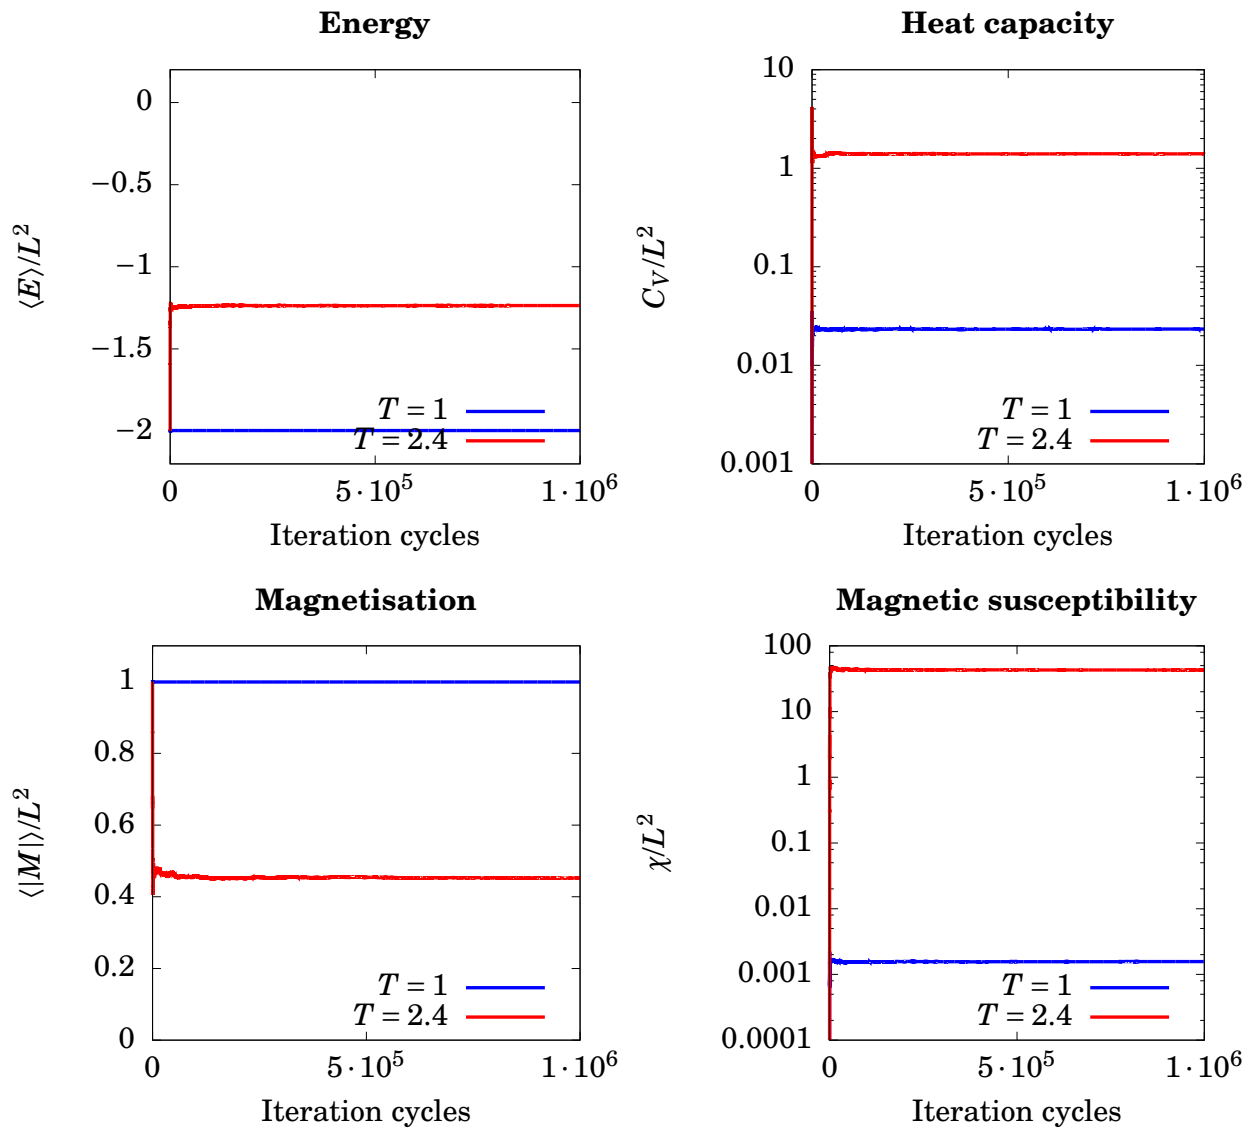 Energy
0
−0.5
−1
−1.5
−2
⟨E⟩/L²
T = 1
T = 2.4
0
5·10⁵
1·10⁶
Iteration cycles
Heat capacity
10
1
0.1
0.01
0.001
C_V/L²
T = 1
T = 2.4
0
5·10⁵
1·10⁶
Iteration cycles
Magnetisation
1
0.8
0.6
0.4
0.2
0
⟨|M|⟩/L²
T = 1
T = 2.4
0
5·10⁵
1·10⁶
Iteration cycles
Magnetic susceptibility
100
10
1
0.1
0.01
0.001
0.0001
χ/L²
T = 1
T = 2.4
0
5·10⁵
1·10⁶
Iteration cycles